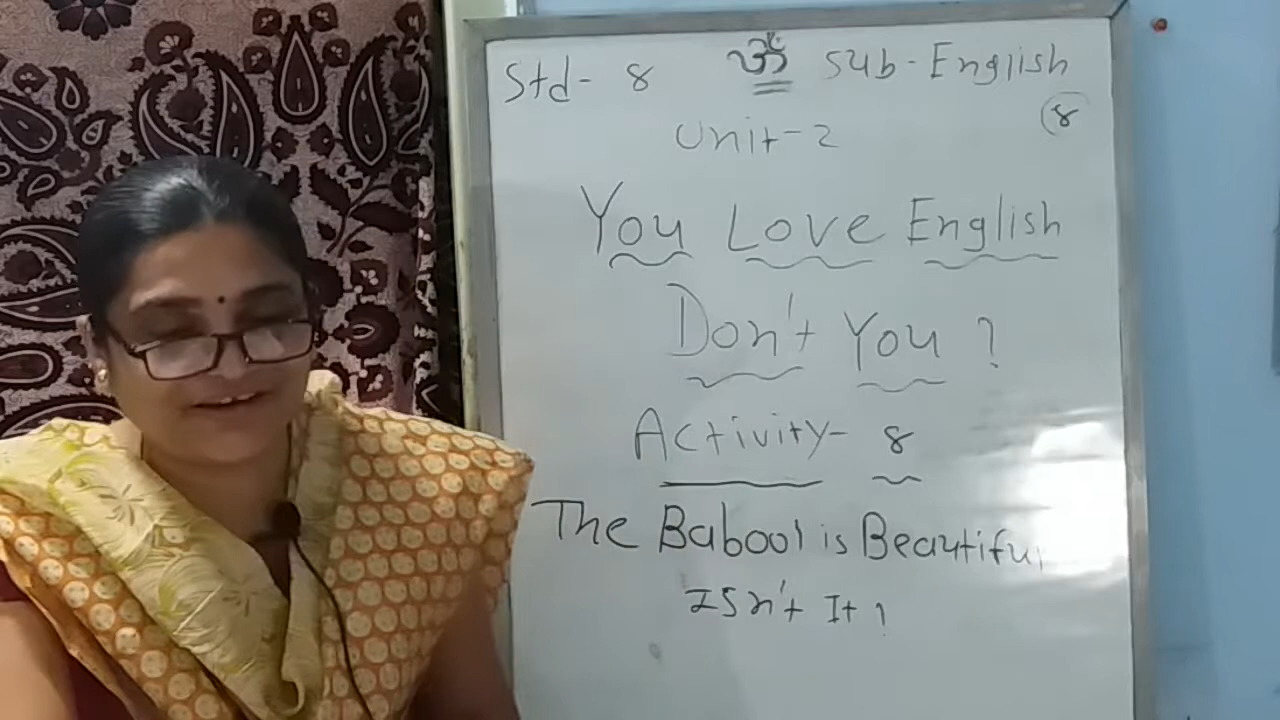 Std- 8 ॐ Sub-English
8
Unit-2
You Love English
Don't You ?
Activity- 8
The Babool is Beautiful
Isn't It ?